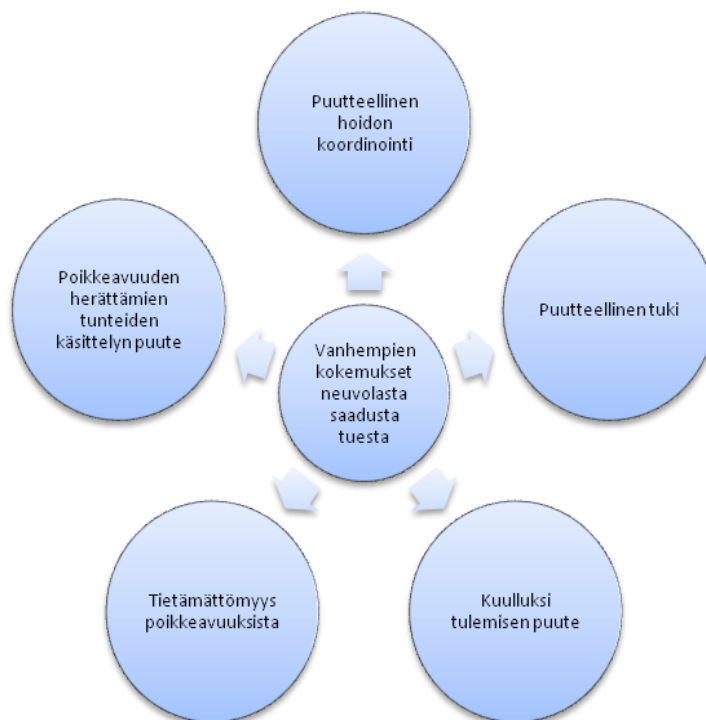 Puutteellinen
hoidon
koordinointi
Poikkeavuuden
herättämien
tunteiden
käsittelyn puute
Puutteellinen tuki
Vanhempien
kokemukset
neuvolasta
saadusta
tuesta
Tietämättömyys
poikkeavuuksista
Kuulluksi
tulemisen puute